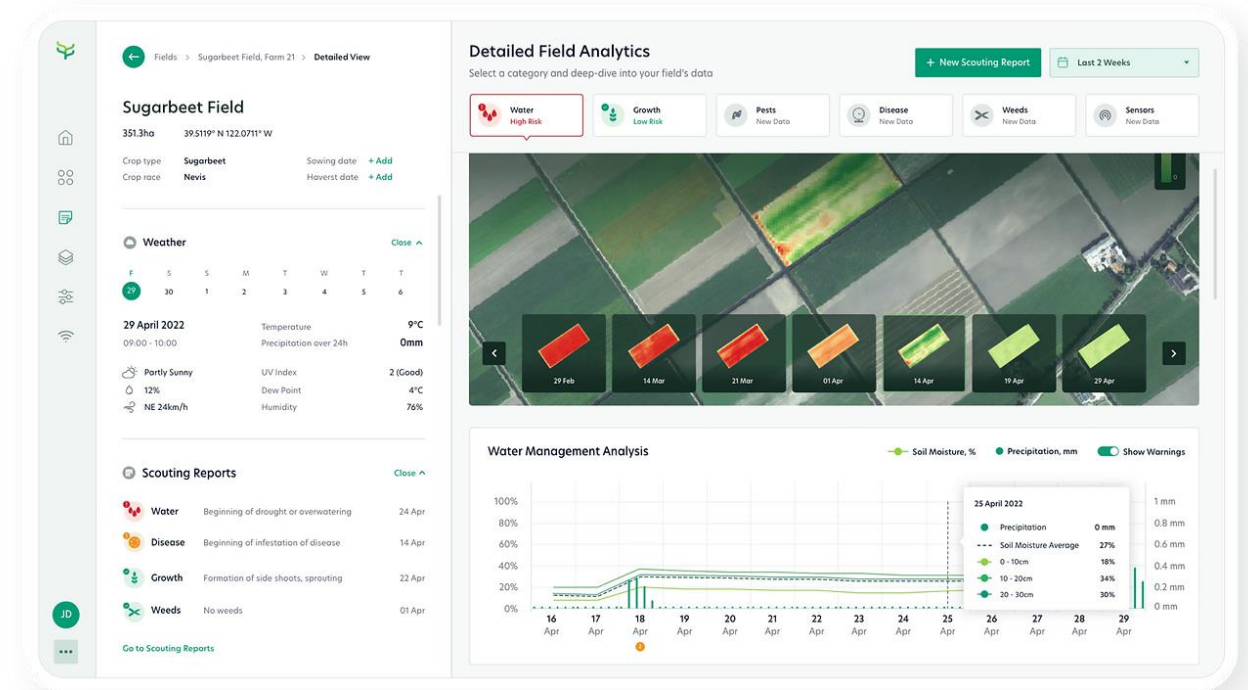 Fields > Sugarbeet Field, Farm 21 > Detailed View
Sugarbeet Field
351.3ha 39.5119° N 122.0711° W
Crop type Sugarbeet Sowing date + Add
Crop race Nevis Haverst date + Add
Weather Close
F S S M T W T T
29 30 1 2 3 4 5 6
29 April 2022 Temperature 9°C
09:00 - 10:00 Precipitation over 24h 0mm
Partly Sunny UV Index 2 (Good)
12% Dew Point 4°C
NE 24km/h Humidity 76%
Scouting Reports Close
Water Beginning of drought or overwatering 24 Apr
Disease Beginning of infestation of disease 14 Apr
Growth Formation of side shoots, sprouting 22 Apr
Weeds No weeds 01 Apr
Go to Scouting Reports
JD
Detailed Field Analytics
Select a category and deep-dive into your field's data
+ New Scouting Report
Last 2 Weeks
Water
High Risk
Growth
Low Risk
Pests
New Data
Disease
New Data
Weeds
New Data
Sensors
New Data
0
29 Feb 14 Mar 21 Mar 01 Apr 14 Apr 19 Apr 29 Apr
Water Management Analysis
Soil Moisture, % Precipitation, mm Show Warnings
100%
80%
60%
40%
20%
0%
1 mm
0.8 mm
0.6 mm
0.4 mm
0.2 mm
0 mm
25 April 2022
Precipitation 0 mm
Soil Moisture Average 27%
0 - 10cm 18%
10 - 20cm 34%
20 - 30cm 30%
16 17 18 19 20 21 22 23 24 25 26 27 28 29
Apr Apr Apr Apr Apr Apr Apr Apr Apr Apr Apr Apr Apr Apr